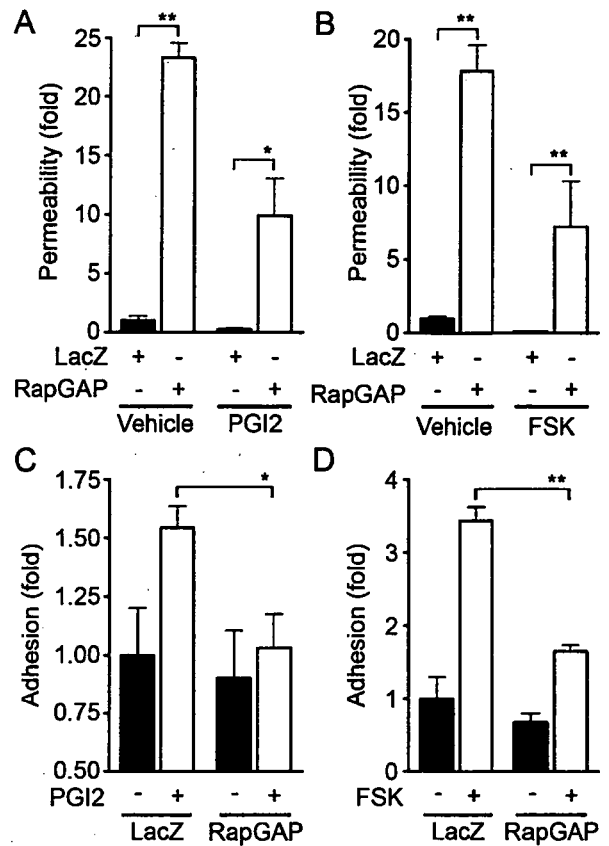 A
Permeability (fold)
25
20
15
10
5
0
**
*
LacZ + - + -
RapGAP - + - +
Vehicle PGI2
B
Permeability (fold)
20
15
10
5
0
**
**
LacZ + - + -
RapGAP - + - +
Vehicle FSK
C
Adhesion (fold)
1.75
1.50
1.25
1.00
0.75
0.50
*
PGI2 - + - +
LacZ RapGAP
D
Adhesion (fold)
4
3
2
1
0
**
FSK - + - +
LacZ RapGAP